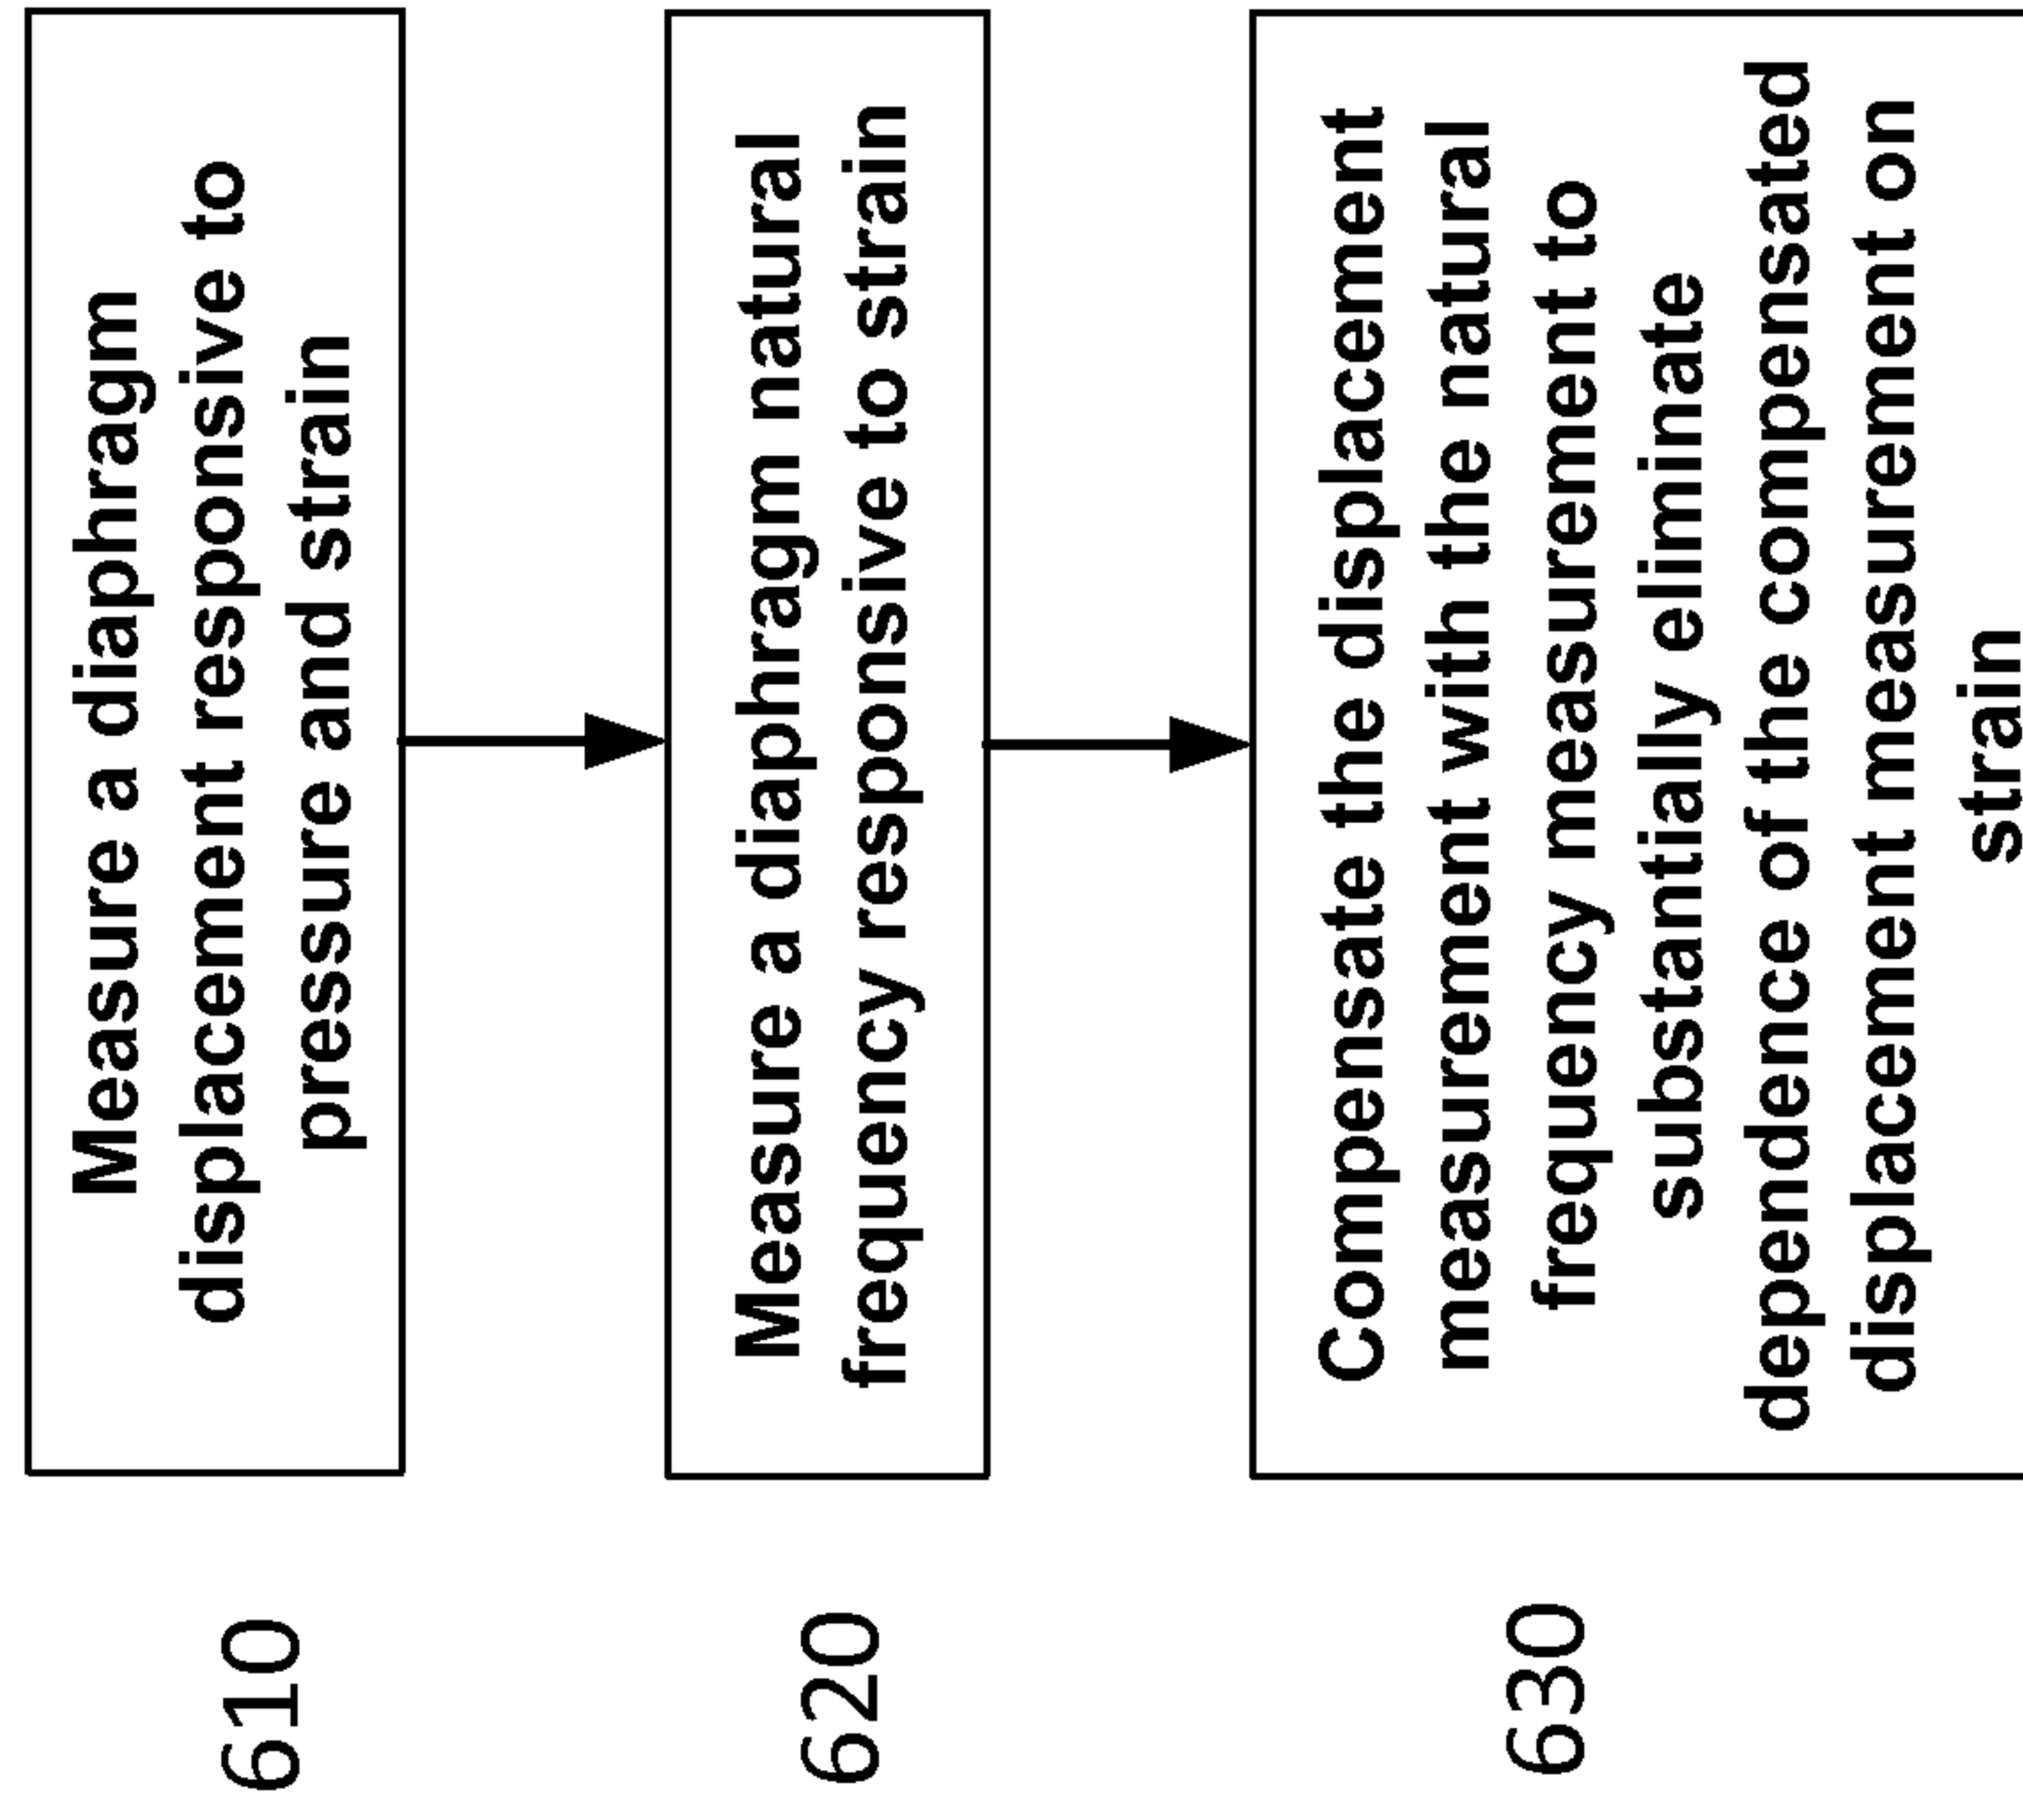 610
Measure a diaphragm
displacement responsive to
pressure and strain
620
Measure a diaphragm natural
frequency responsive to strain
630
Compensate the displacement
measurement with the natural
frequency measurement to
substantially eliminate
dependence of the compensated
displacement measurement on
strain